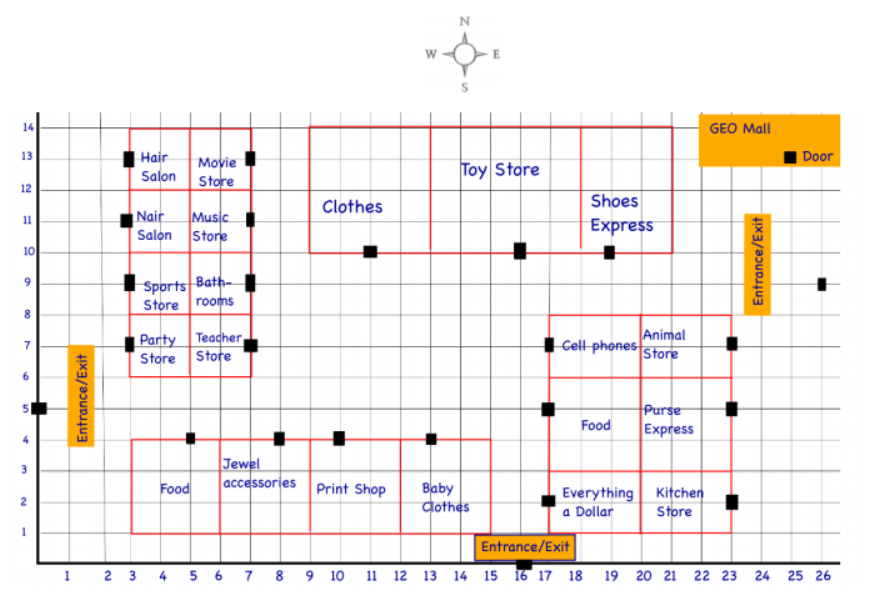 N
W E
S
14
13
12
11
10
9
8
7
6
5
4
3
2
1
GEO Mall
Door
Hair
Salon
Movie
Store
Nair
Salon
Music
Store
Sports
Store
Bath-
rooms
Party
Store
Teacher
Store
Clothes
Toy Store
Shoes
Express
Entrance/Exit
Entrance/Exit
Cell phones
Animal
Store
Food
Purse
Express
Everything
a Dollar
Kitchen
Store
Food
Jewel
accessories
Print Shop
Baby
Clothes
Entrance/Exit
1 2 3 4 5 6 7 8 9 10 11 12 13 14 15 16 17 18 19 20 21 22 23 24 25 26